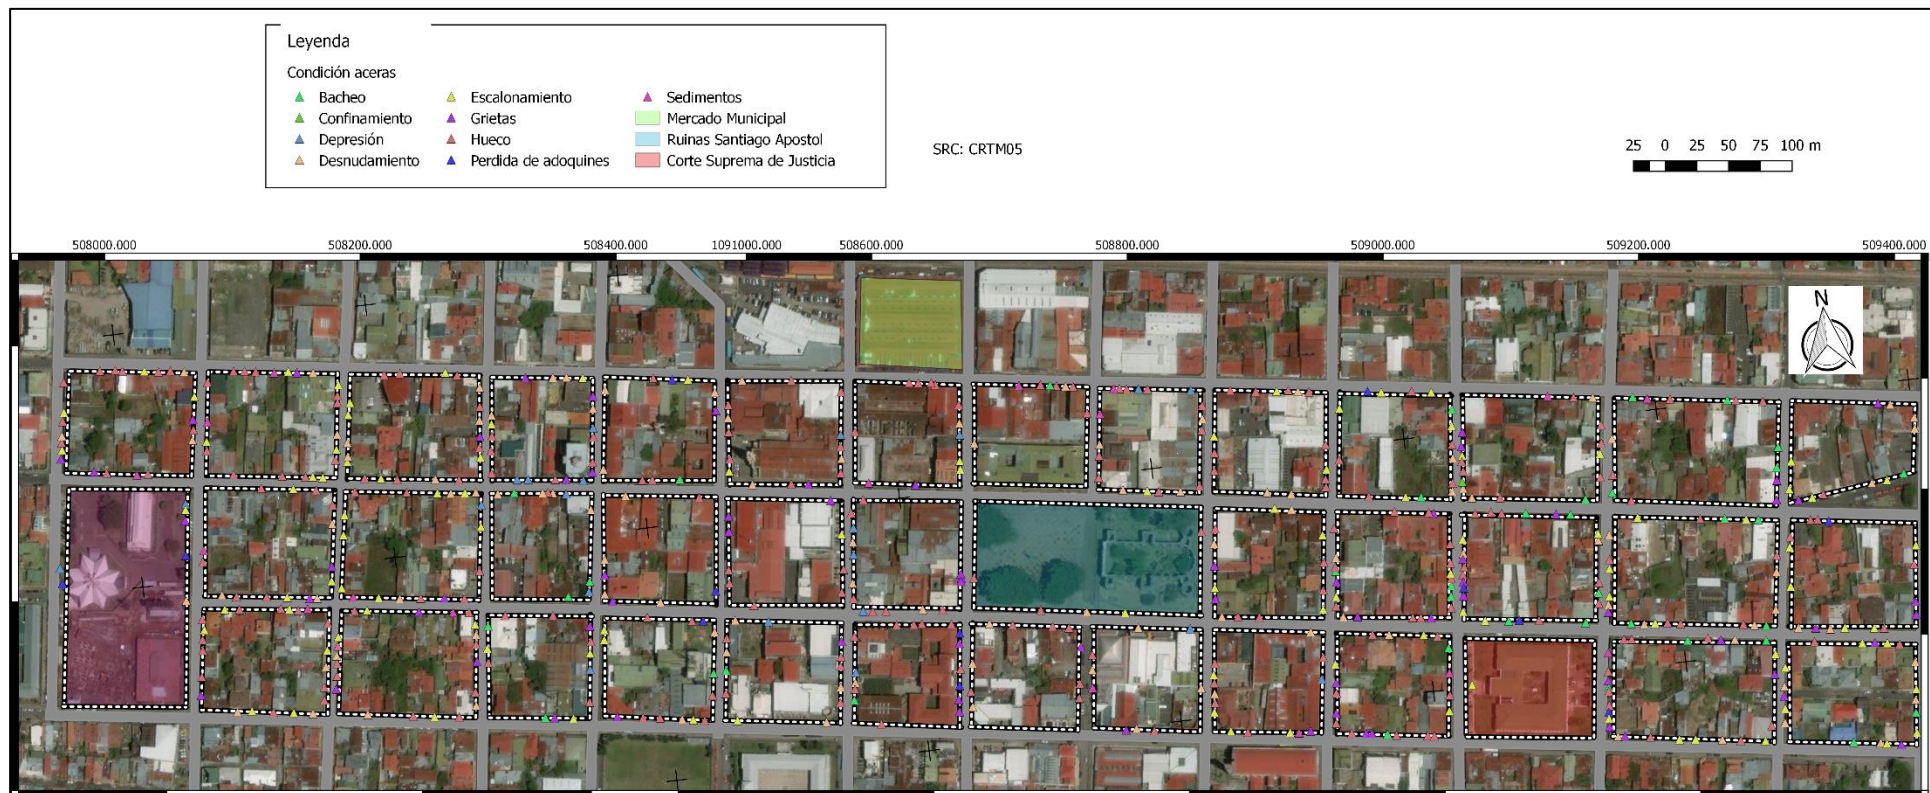 Leyenda
Condición aceras
Bacheo
Confinamiento
Depresión
Desnudamiento
Escalonamiento
Grietas
Hueco
Perdida de adoquines
Sedimentos
Mercado Municipal
Ruinas Santiago Apostol
Corte Suprema de Justicia
SRC: CRTM05
25 0 25 50 75 100 m
508000.000 508200.000 508400.000 1091000.000 508600.000 508800.000 509000.000 509200.000 509400.000
N